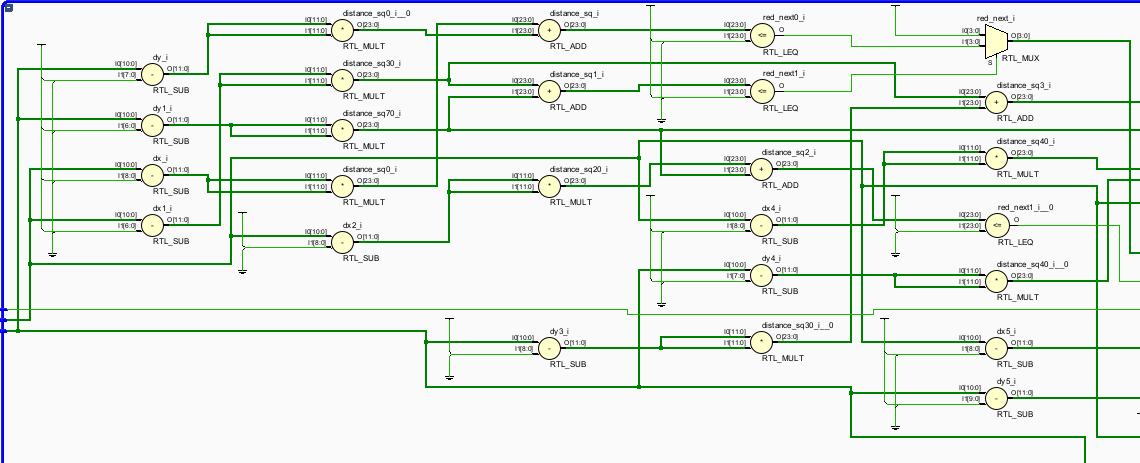 distance_sq0_i__0
I0[11:0]
I1[11:0]
O[23:0]
*
RTL_MULT
distance_sq_i
I0[23:0]
I1[23:0]
O[23:0]
+
RTL_ADD
red_next0_i
I0[23:0]
I1[23:0]
O
<=
RTL_LEQ
red_next_i
I0[3:0]
I1[3:0]
S
O[3:0]
RTL_MUX
dy_i
I0[10:0]
I1[7:0]
O[11:0]
-
RTL_SUB
distance_sq30_i
I0[11:0]
I1[11:0]
O[23:0]
*
RTL_MULT
distance_sq1_i
I0[23:0]
I1[23:0]
O[23:0]
+
RTL_ADD
red_next1_i
I0[23:0]
I1[23:0]
O
<=
RTL_LEQ
distance_sq3_i
I0[23:0]
I1[23:0]
O[23:0]
+
RTL_ADD
dy1_i
I0[10:0]
I1[6:0]
O[11:0]
-
RTL_SUB
distance_sq70_i
I0[11:0]
I1[11:0]
O[23:0]
*
RTL_MULT
distance_sq40_i
I0[11:0]
I1[11:0]
O[23:0]
*
RTL_MULT
dx_i
I0[10:0]
I1[8:0]
O[11:0]
-
RTL_SUB
distance_sq0_i
I0[11:0]
I1[11:0]
O[23:0]
*
RTL_MULT
distance_sq20_i
I0[11:0]
I1[11:0]
O[23:0]
*
RTL_MULT
distance_sq2_i
I0[23:0]
I1[23:0]
O[23:0]
+
RTL_ADD
dx1_i
I0[10:0]
I1[6:0]
O[11:0]
-
RTL_SUB
dx2_i
I0[10:0]
I1[8:0]
O[11:0]
-
RTL_SUB
dx4_i
I0[10:0]
I1[8:0]
O[11:0]
-
RTL_SUB
red_next1_i__0
I0[23:0]
I1[23:0]
O
<=
RTL_LEQ
dy4_i
I0[10:0]
I1[7:0]
O[11:0]
-
RTL_SUB
distance_sq40_i__0
I0[11:0]
I1[11:0]
O[23:0]
*
RTL_MULT
dy3_i
I0[10:0]
I1[8:0]
O[11:0]
-
RTL_SUB
distance_sq30_i__0
I0[11:0]
I1[11:0]
O[23:0]
*
RTL_MULT
dx5_i
I0[10:0]
I1[8:0]
O[11:0]
-
RTL_SUB
dy5_i
I0[10:0]
I1[9:0]
O[11:0]
-
RTL_SUB